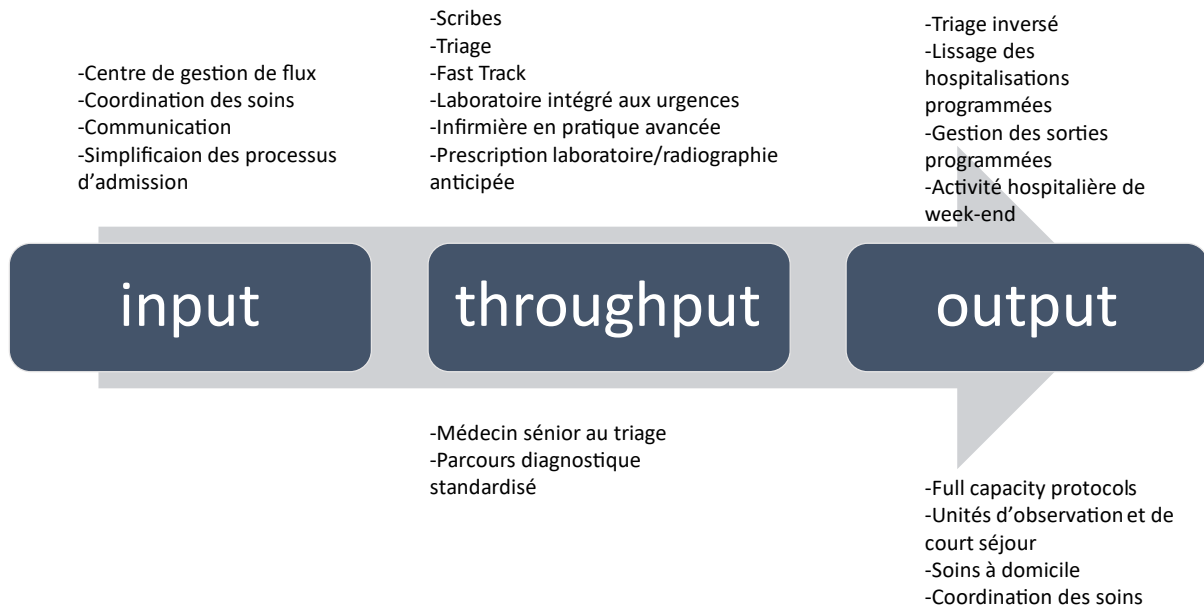 -Centre de gestion de flux
-Coordination des soins
-Communication
-Simplificaion des processus
d'admission
-Scribes
-Triage
-Fast Track
-Laboratoire intégré aux urgences
-Infirmière en pratique avancée
-Prescription laboratoire/radiographie
anticipée
-Triage inversé
-Lissage des
hospitalisations
programmées
-Gestion des sorties
programmées
-Activité hospitalière de
week-end
input
throughput
output
-Médecin sénior au triage
-Parcours diagnostique
standardisé
-Full capacity protocols
-Unités d'observation et de
court séjour
-Soins à domicile
-Coordination des soins